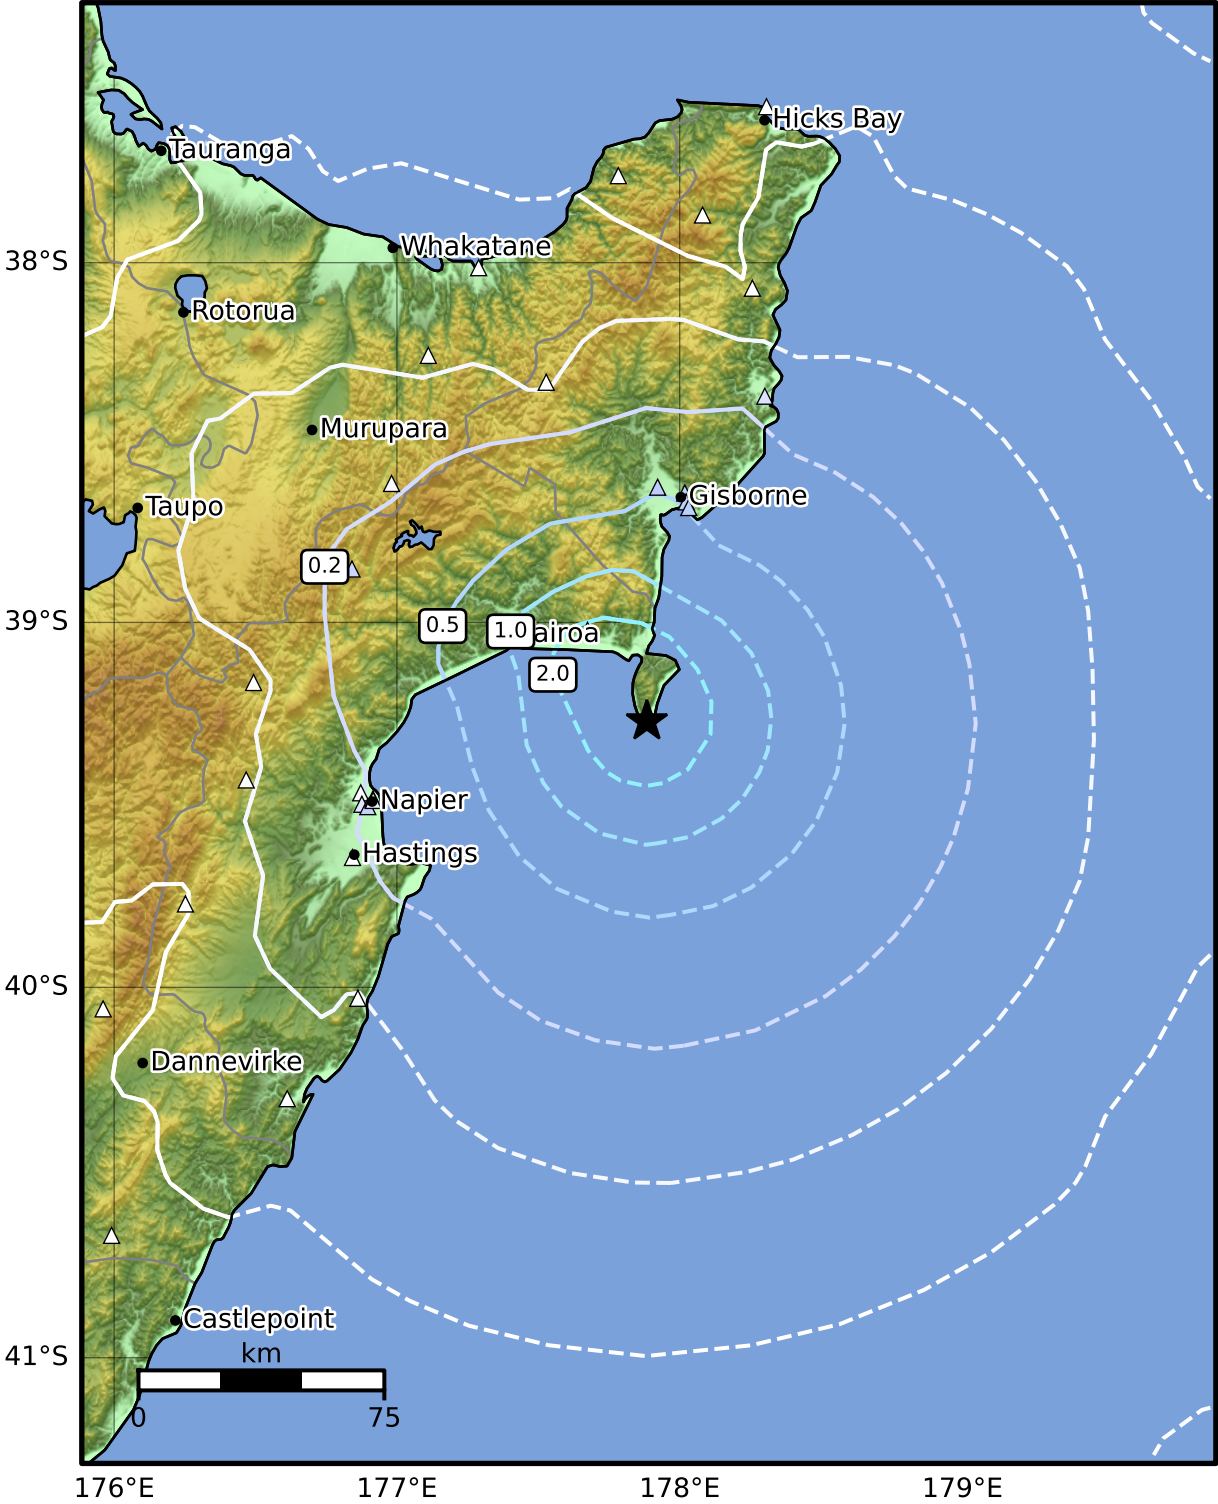 Hicks Bay
Tauranga
Whakatane
38°S
Rotorua
Murupara
Gisborne
Taupo
0.2
39°S
0.5
1.0
airoa
2.0
Napier
Hastings
40°S
Dannevirke
Castlepoint
41°S
km
0
75
176°E
177°E
178°E
179°E